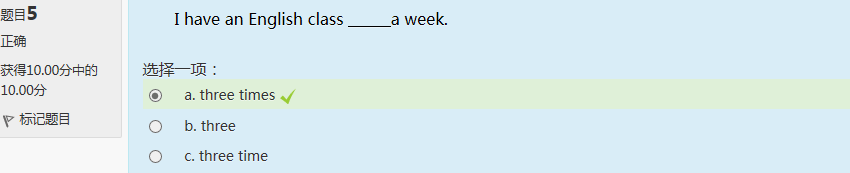 题目5
正确
获得10.00分中的
10.00分
标记题目
I have an English class ______a week.
选择一项：
a. three times
b. three
c. three time